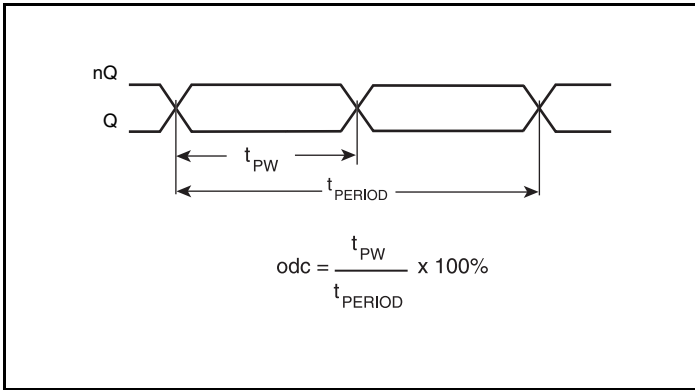 nQ
Q
tPW
tPERIOD
odc = tPW / tPERIOD x 100%